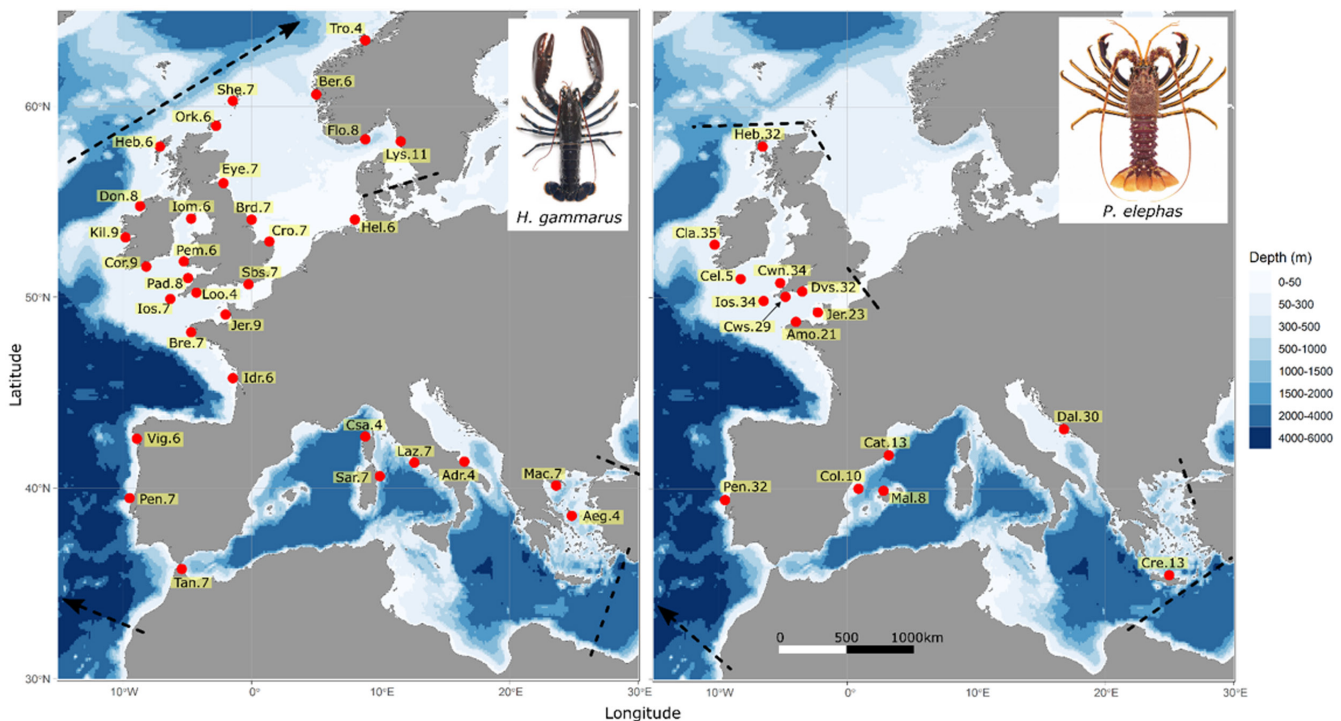 Tro.4
Ber.6
She.7
Ork.6
Flo.8
Heb.6
Lys.11
Eye.7
Don.8
Iom.6
Brd.7
Hel.6
Kil.9
Cro.7
Pem.6
Cor.9
Pad.8
Sbs.7
Loo.4
Ios.7
Jer.9
Bre.7
Idr.6
Vig.6
Csa.4
Laz.7
Sar.7
Adr.4
Mac.7
Pen.7
Aeg.4
Tan.7
H. gammarus
60°N
50°N
40°N
30°N
10°W
0°
10°E
20°E
30°E
Latitude
Longitude
Heb.32
Cla.35
Cel.5
Cwn.34
Dvs.32
Ios.34
Jer.23
Cws.29
Amo.21
Dal.30
Cat.13
Col.10
Mal.8
Pen.32
Cre.13
P. elephas
0
500
1000km
10°W
0°
10°E
20°E
30°E
Depth (m)
0-50
50-300
300-500
500-1000
1000-1500
1500-2000
2000-4000
4000-6000